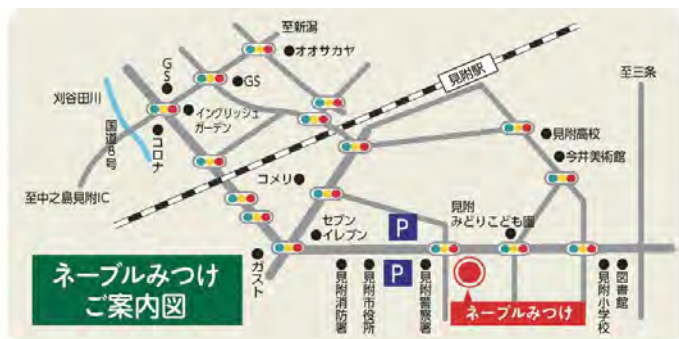 至新潟
オオサカヤ
GS
GS
見附駅
至三条
刈谷田川
イングリッシュ
ガーデン
国道8号
コロナ
見附高校
今井美術館
コメリ
至中之島見附IC
セブン
イレブン
P
見附
みどりこども園
ガスト
P
見附消防署
見附市役所
見附警察署
ネーブルみつけ
見附小学校
図書館
ネーブルみつけ
ご案内図